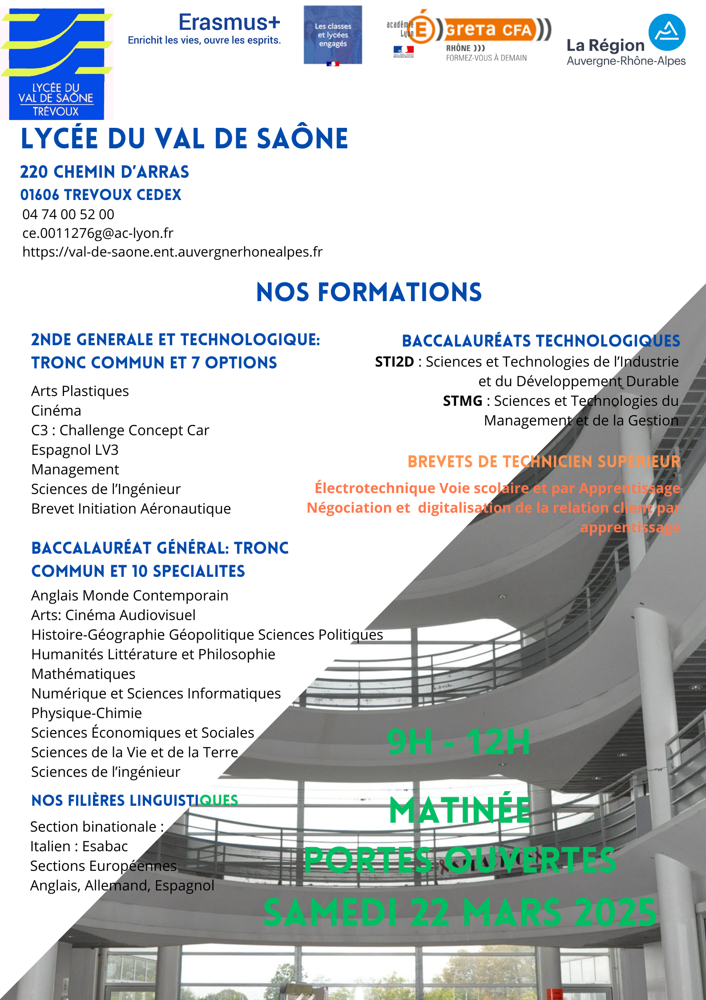 LYCÉE DU
VAL DE SAÔNE
TRÉVOUX
Erasmus+
Enrichit les vies, ouvre les esprits.
Les classes
et lycées
engagés
académie
Lyon
É
GRETA CFA
RHÔNE )))
FORMEZ-VOUS À DEMAIN
La Région
Auvergne-Rhône-Alpes
LYCÉE DU VAL DE SAÔNE
220 CHEMIN D'ARRAS
01606 TREVOUX CEDEX
04 74 00 52 00
ce.0011276g@ac-lyon.fr
https://val-de-saone.ent.auvergnerhonealpes.fr
NOS FORMATIONS
2NDE GENERALE ET TECHNOLOGIQUE:
TRONC COMMUN ET 7 OPTIONS
Arts Plastiques
Cinéma
C3 : Challenge Concept Car
Espagnol LV3
Management
Sciences de l'Ingénieur
Brevet Initiation Aéronautique
BACCALAURÉAT GÉNÉRAL: TRONC
COMMUN ET 10 SPECIALITES
Anglais Monde Contemporain
Arts: Cinéma Audiovisuel
Histoire-Géographie Géopolitique Sciences Politiques
Humanités Littérature et Philosophie
Mathématiques
Numérique et Sciences Informatiques
Physique-Chimie
Sciences Économiques et Sociales
Sciences de la Vie et de la Terre
Sciences de l'ingénieur
NOS FILIÈRES LINGUISTIQUES
Section binationale :
Italien : Esabac
Sections Européennes
Anglais, Allemand, Espagnol
BACCALAURÉATS TECHNOLOGIQUES
STI2D : Sciences et Technologies de l'Industrie
et du Développement Durable
STMG : Sciences et Technologies du
Management et de la Gestion
BREVETS DE TECHNICIEN SUPÉRIEUR
Électrotechnique Voie scolaire et par Apprentissage
Négociation et  digitalisation de la relation client par
apprentissage
9H - 12H
MATINÉE
PORTES OUVERTES
SAMEDI 22 MARS 2025